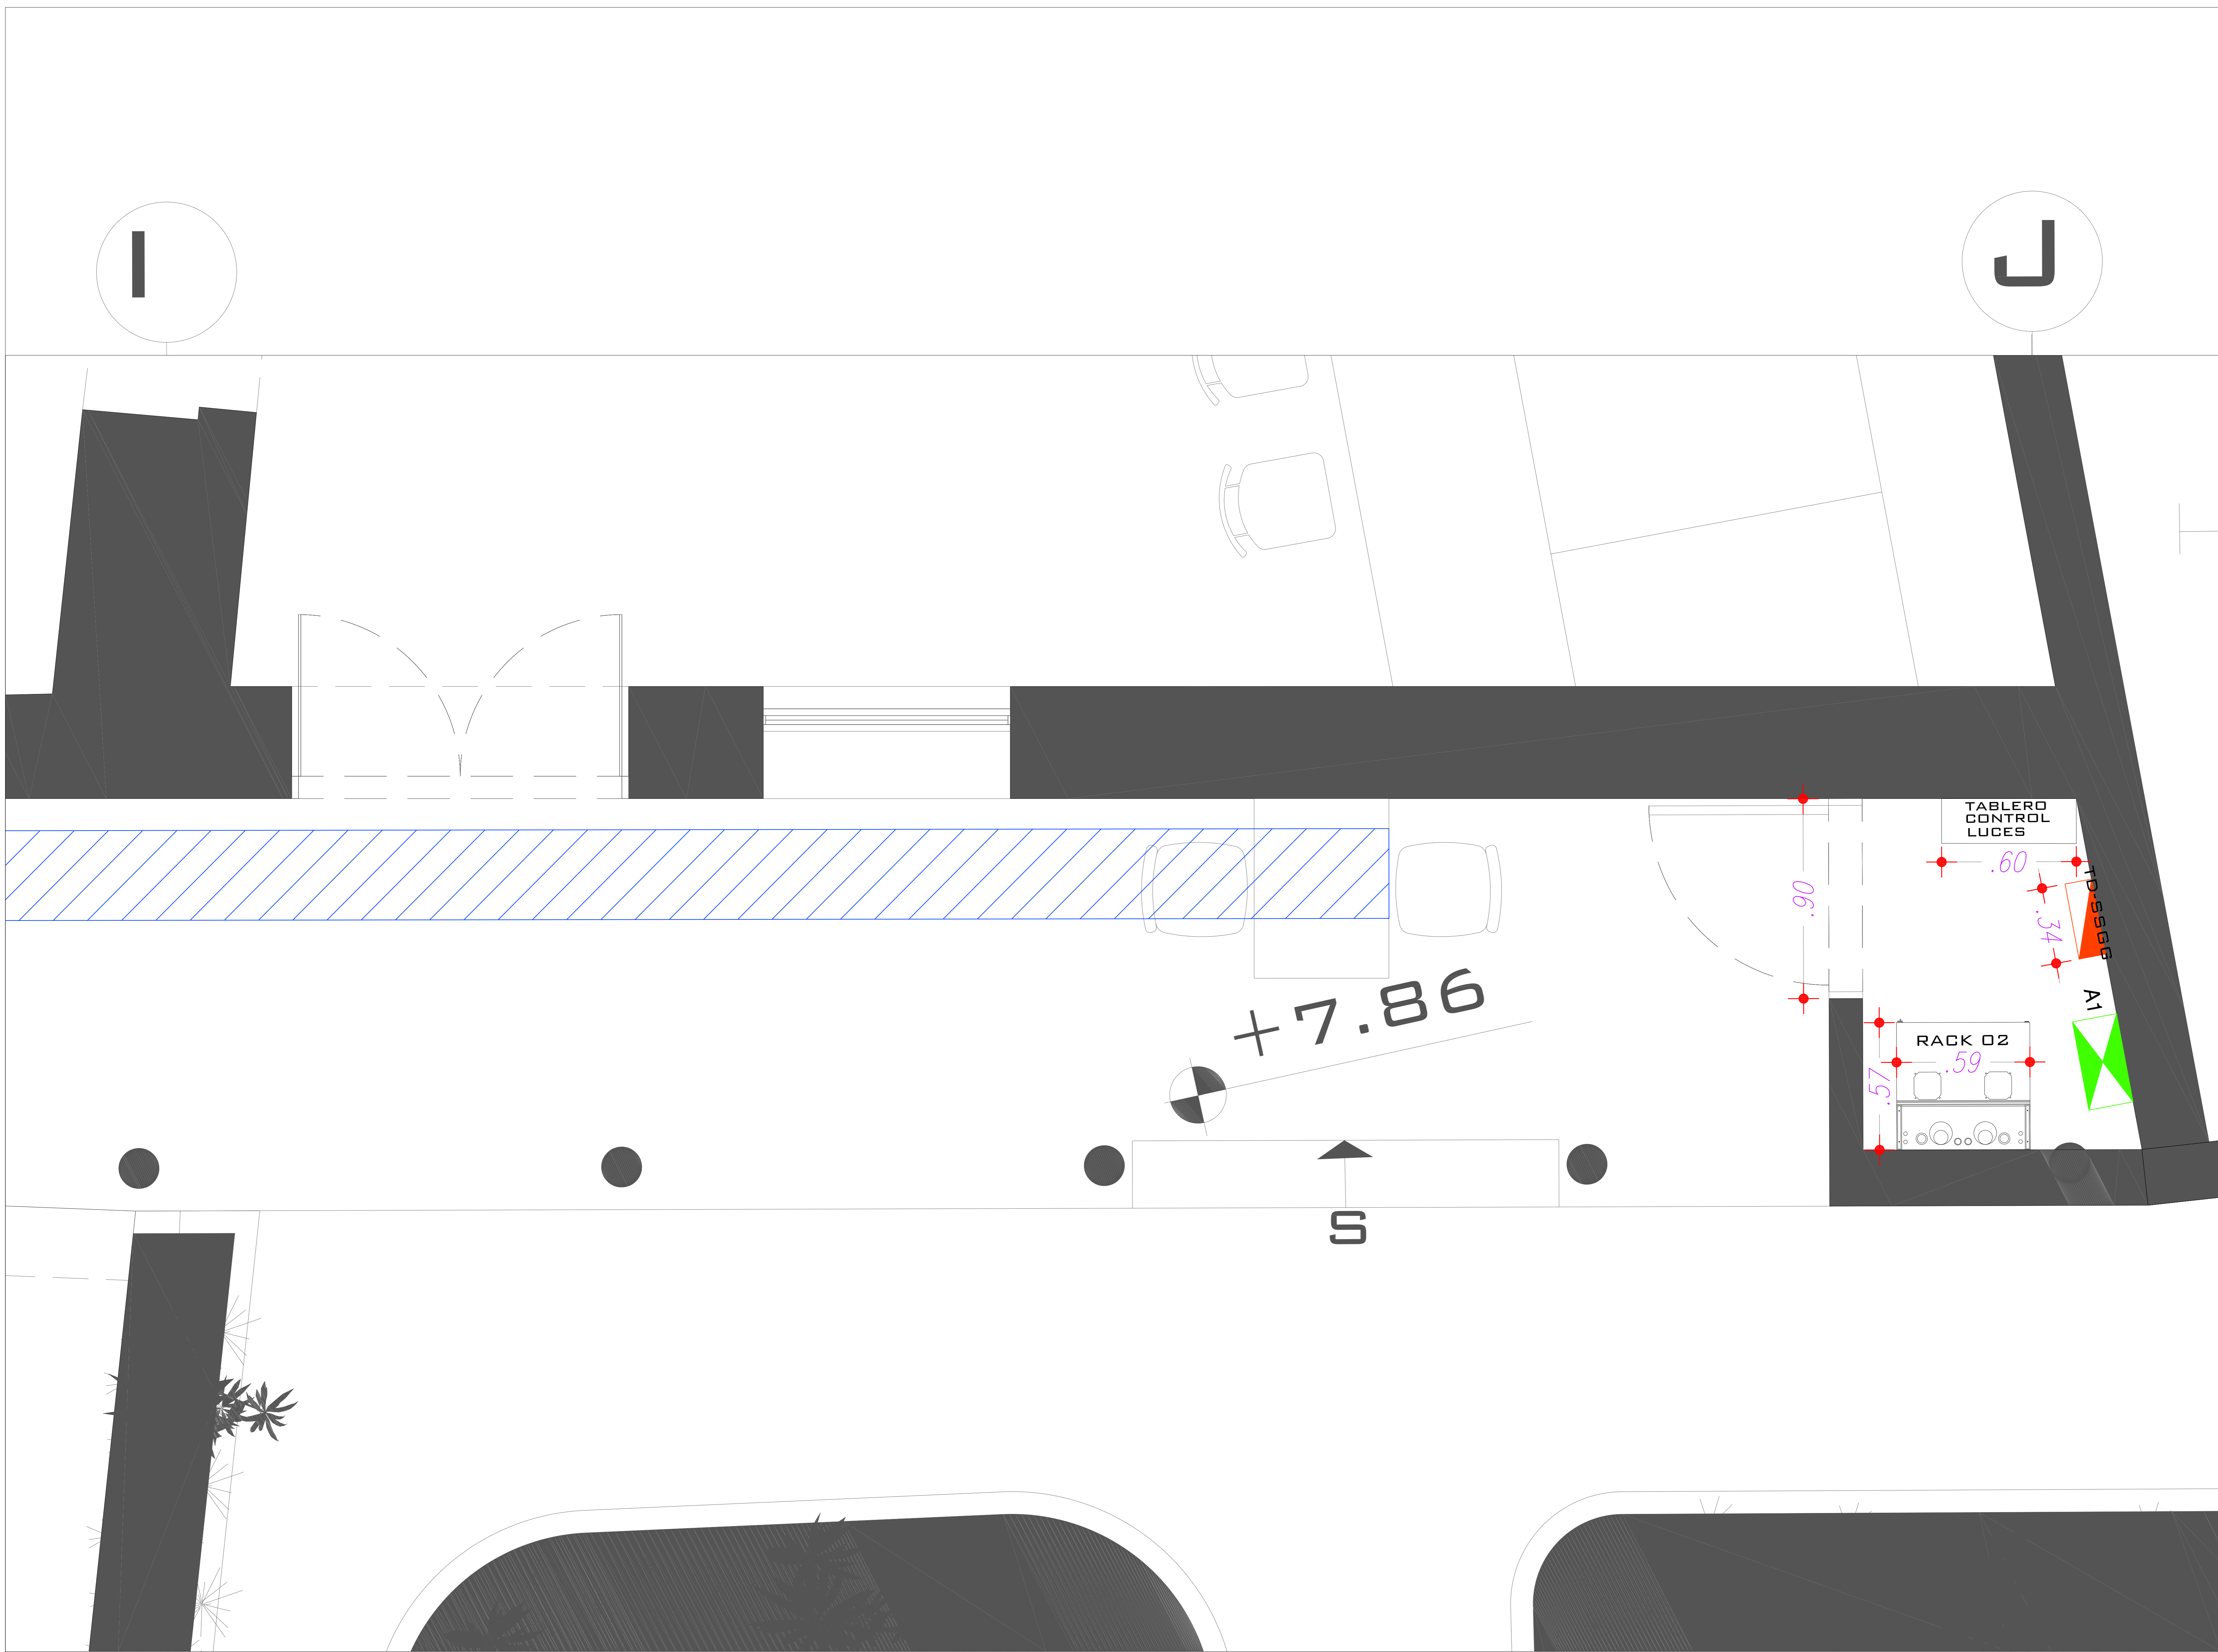 I
J
TABLERO
CONTROL
LUCES
.60
TD-SSGG
.34
.90
A1
+7.86
RACK 02
.59
.57
S